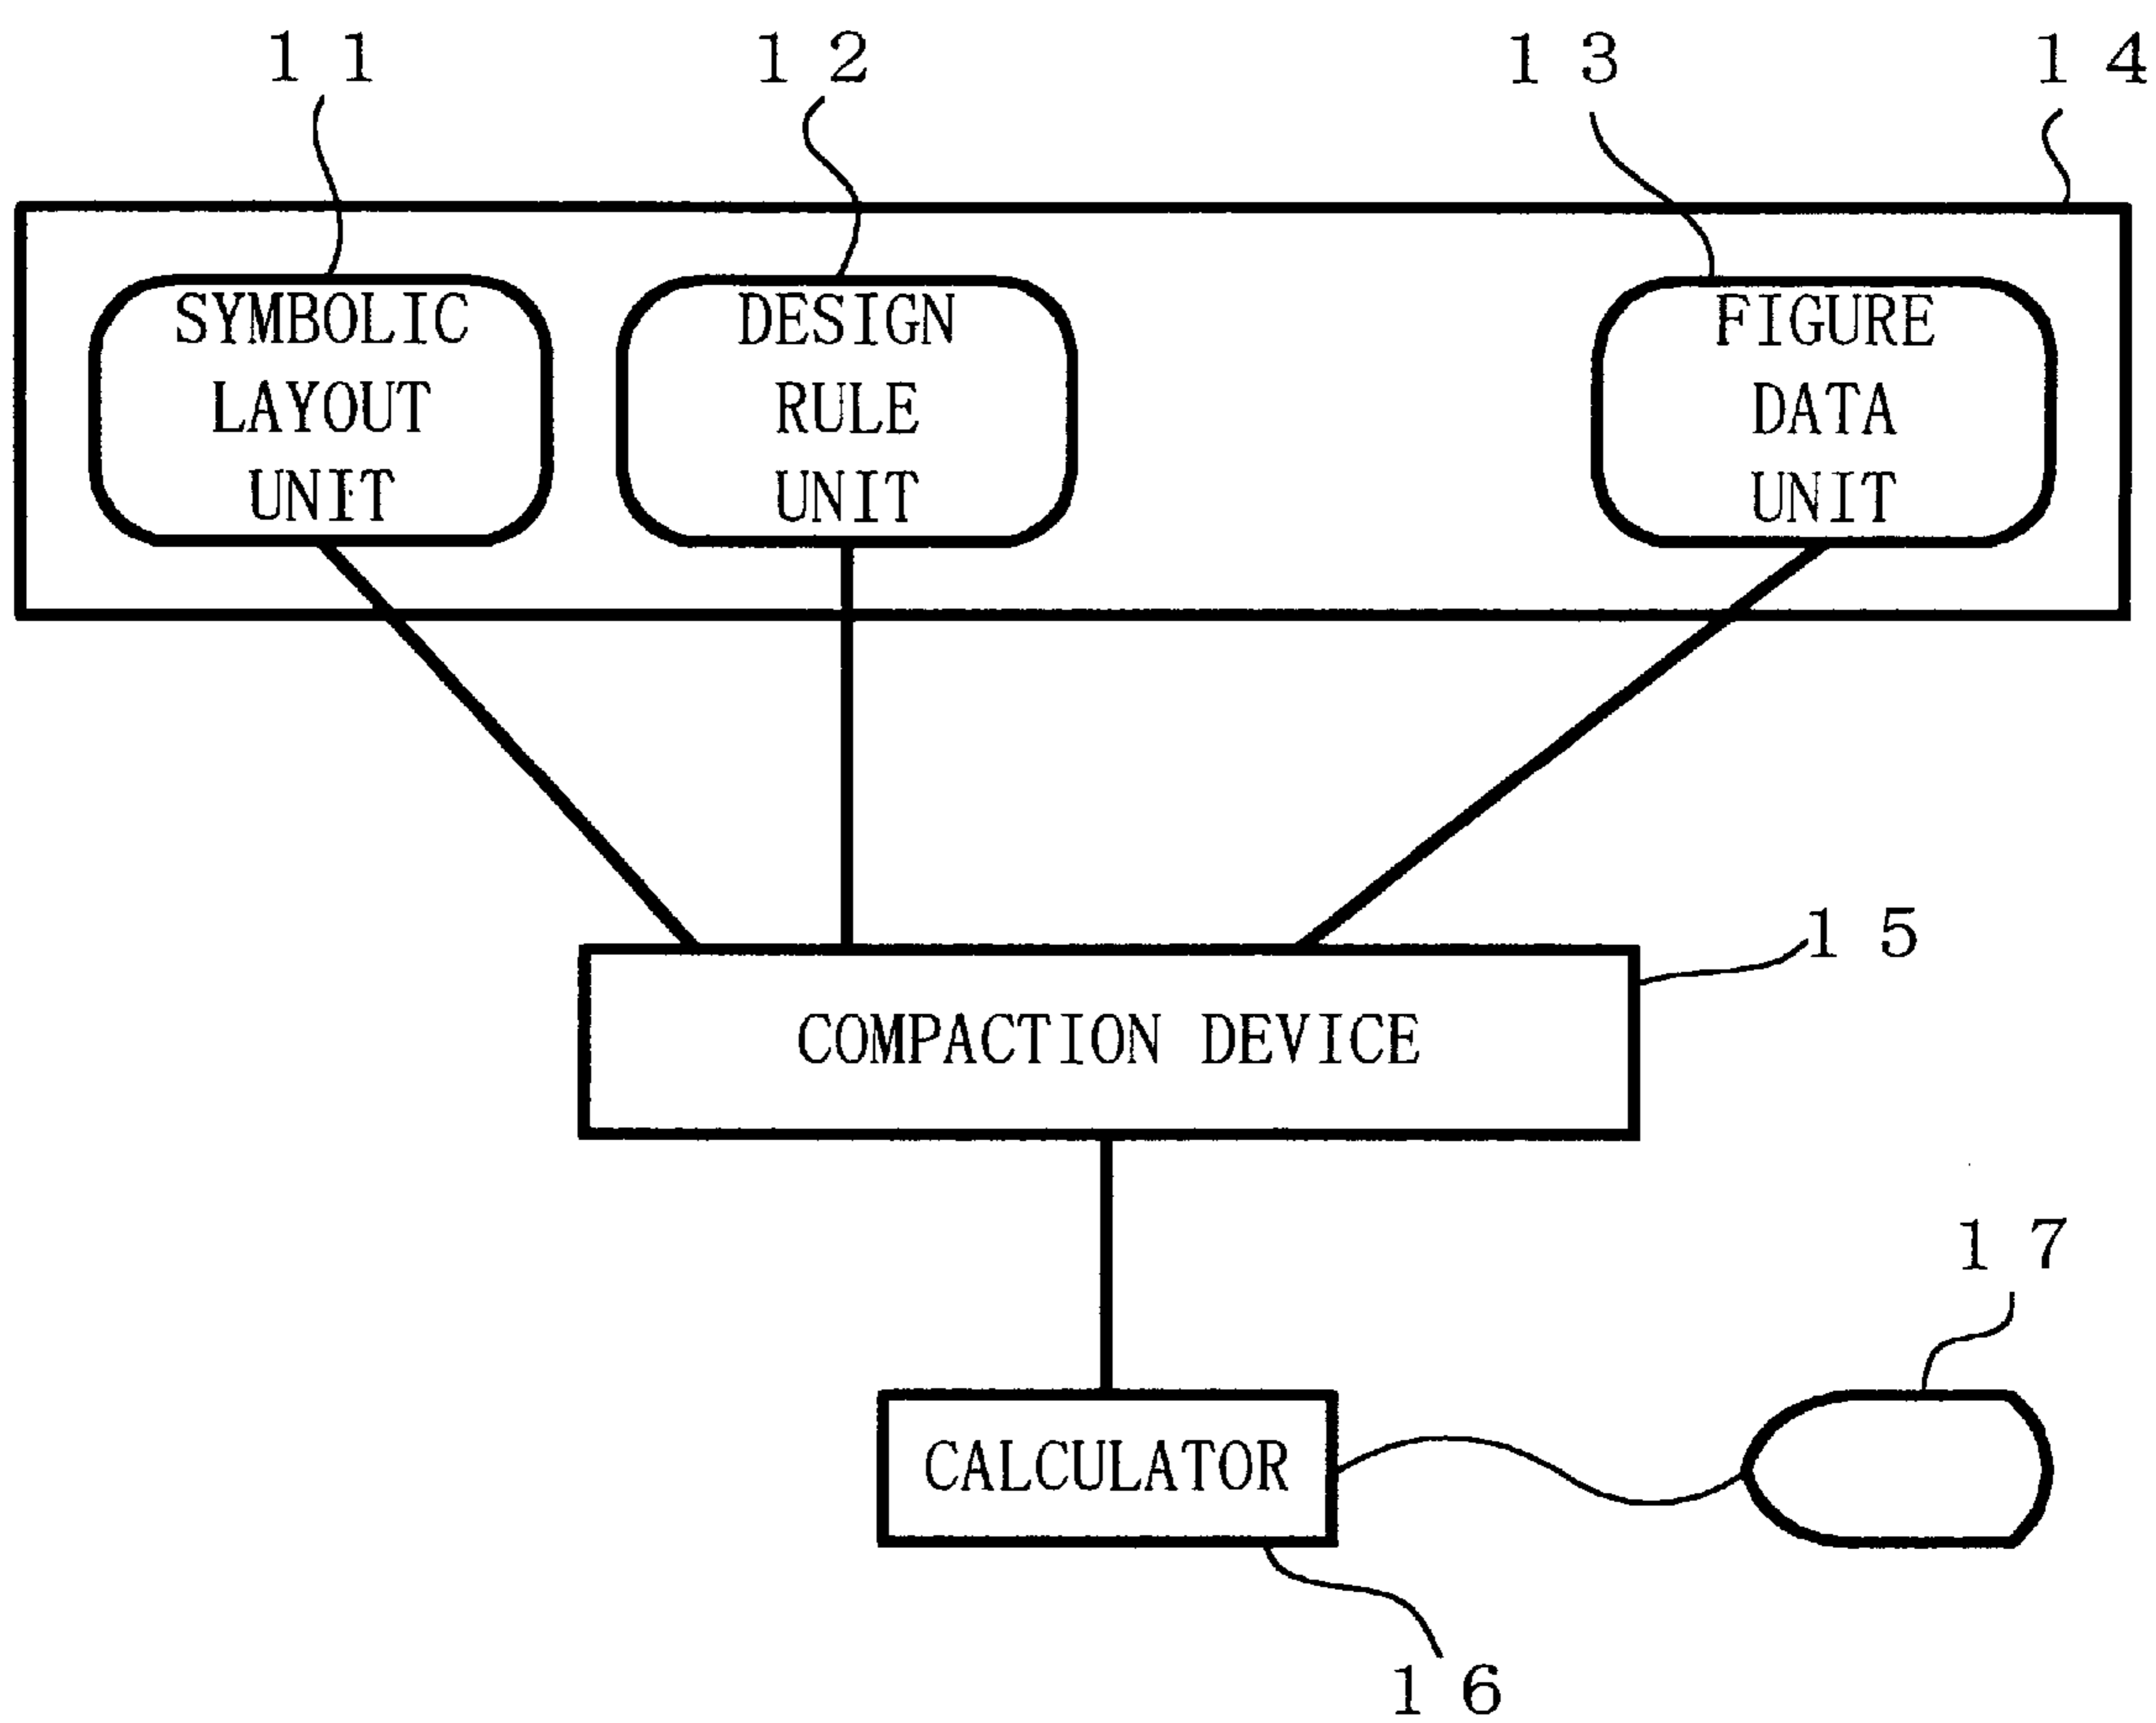 11
12
13
14
SYMBOLIC
LAYOUT
UNIT
DESIGN
RULE
UNIT
FIGURE
DATA
UNIT
15
COMPACTION DEVICE
17
CALCULATOR
16